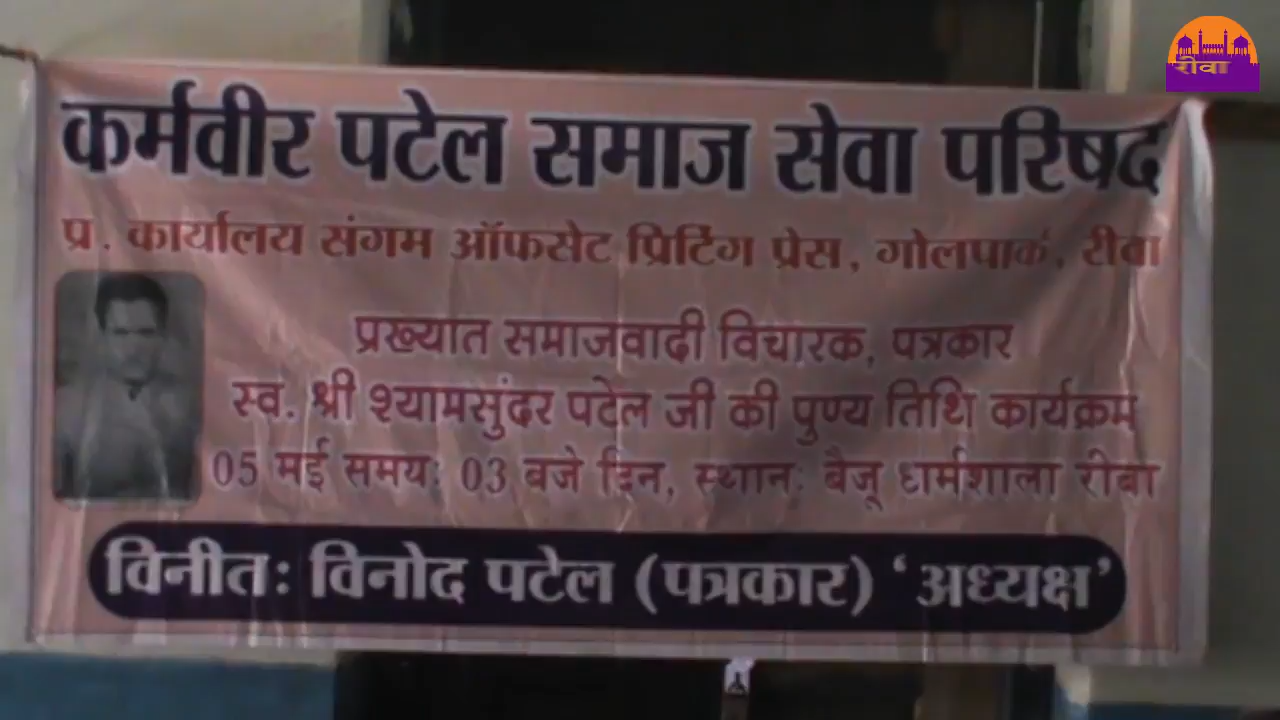 रीवा
कर्मवीर पटेल समाज सेवा परिषद
प्र. कार्यालय संगम ऑफसेट प्रिटिंग प्रेस, गोलपार्क, रीवा
प्रख्यात समाजवादी विचारक, पत्रकार
स्व. श्री श्यामसुंदर पटेल जी की पुण्य तिथि कार्यक्रम
05 मई समय: 03 बजे दिन, स्थान: बैजू धार्मशाला रीवा
विनीत: विनोद पटेल (पत्रकार) ‘अध्यक्ष’